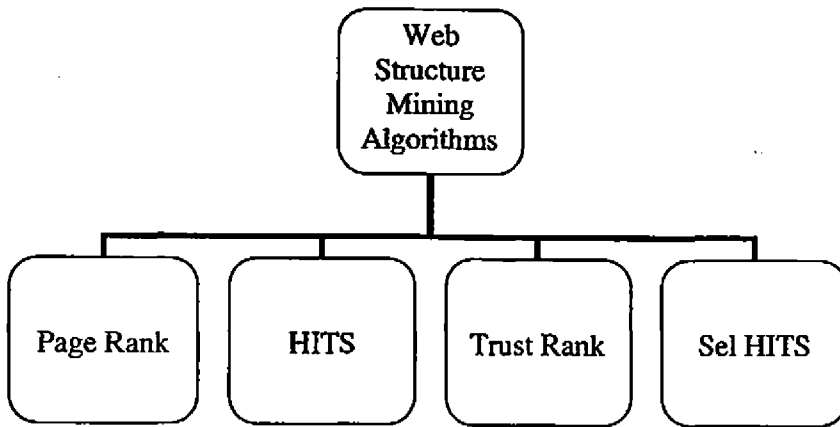 Web
Structure
Mining
Algorithms
Page Rank
HITS
Trust Rank
Sel HITS